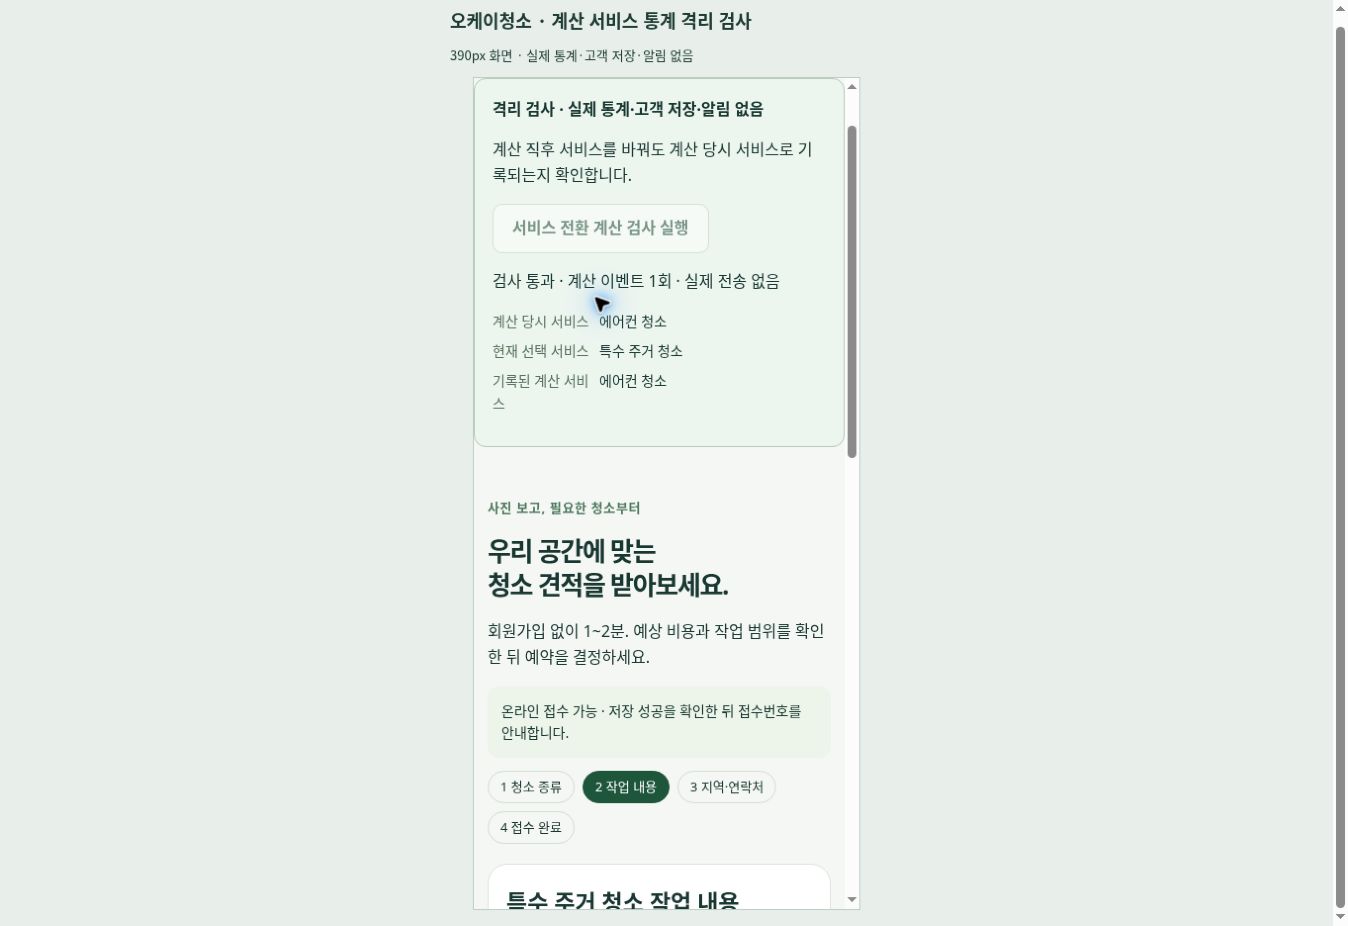 오케이청소 · 계산 서비스 통계 격리 검사
390px 화면 · 실제 통계·고객 저장·알림 없음
격리 검사 · 실제 통계·고객 저장·알림 없음
계산 직후 서비스를 바꿔도 계산 당시 서비스로 기
록되는지 확인합니다.
서비스 전환 계산 검사 실행
검사 통과 · 계산 이벤트 1회 · 실제 전송 없음
계산 당시 서비스 에어컨 청소
현재 선택 서비스 특수 주거 청소
기록된 계산 서비 에어컨 청소
스
사진 보고, 필요한 청소부터
우리 공간에 맞는
청소 견적을 받아보세요.
회원가입 없이 1~2분. 예상 비용과 작업 범위를 확인
한 뒤 예약을 결정하세요.
온라인 접수 가능 · 저장 성공을 확인한 뒤 접수번호를
안내합니다.
1 청소 종류 2 작업 내용 3 지역·연락처
4 접수 완료
특수 주거 청소 작업 내용